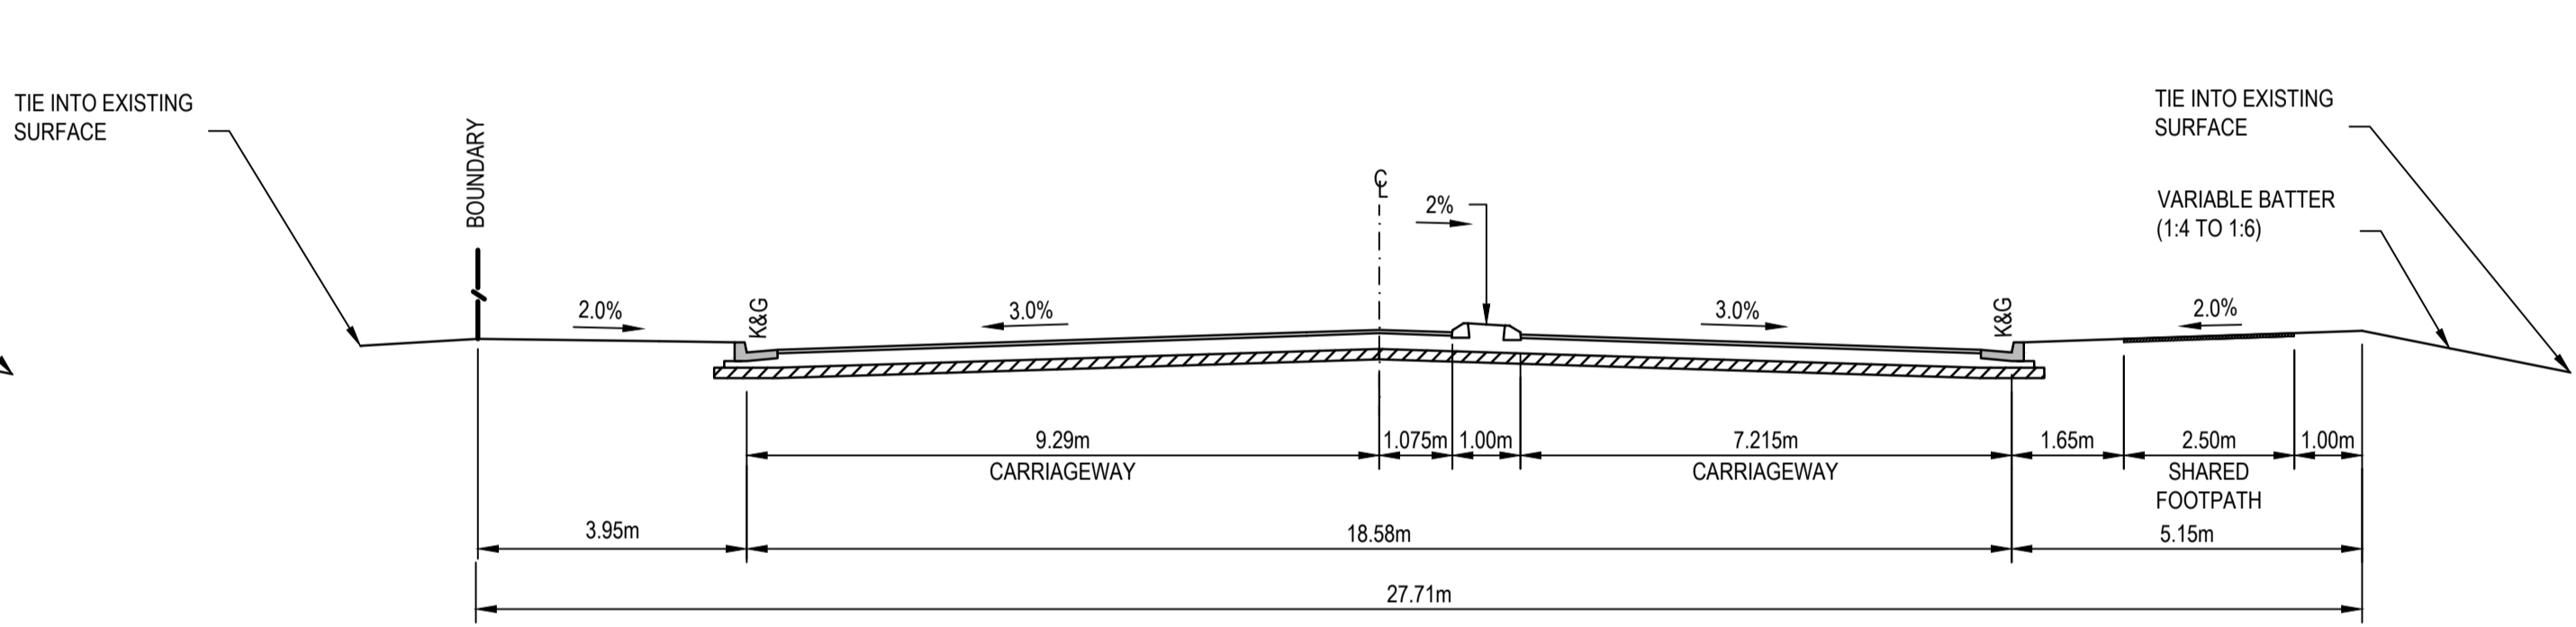 TIE INTO EXISTING
SURFACE
BOUNDARY
2.0%
K&G
3.0%
℄
2%
3.0%
K&G
2.0%
TIE INTO EXISTING
SURFACE
VARIABLE BATTER
(1:4 TO 1:6)
9.29m
CARRIAGEWAY
1.075m
1.00m
7.215m
CARRIAGEWAY
1.65m
2.50m
SHARED
FOOTPATH
1.00m
3.95m
18.58m
5.15m
27.71m